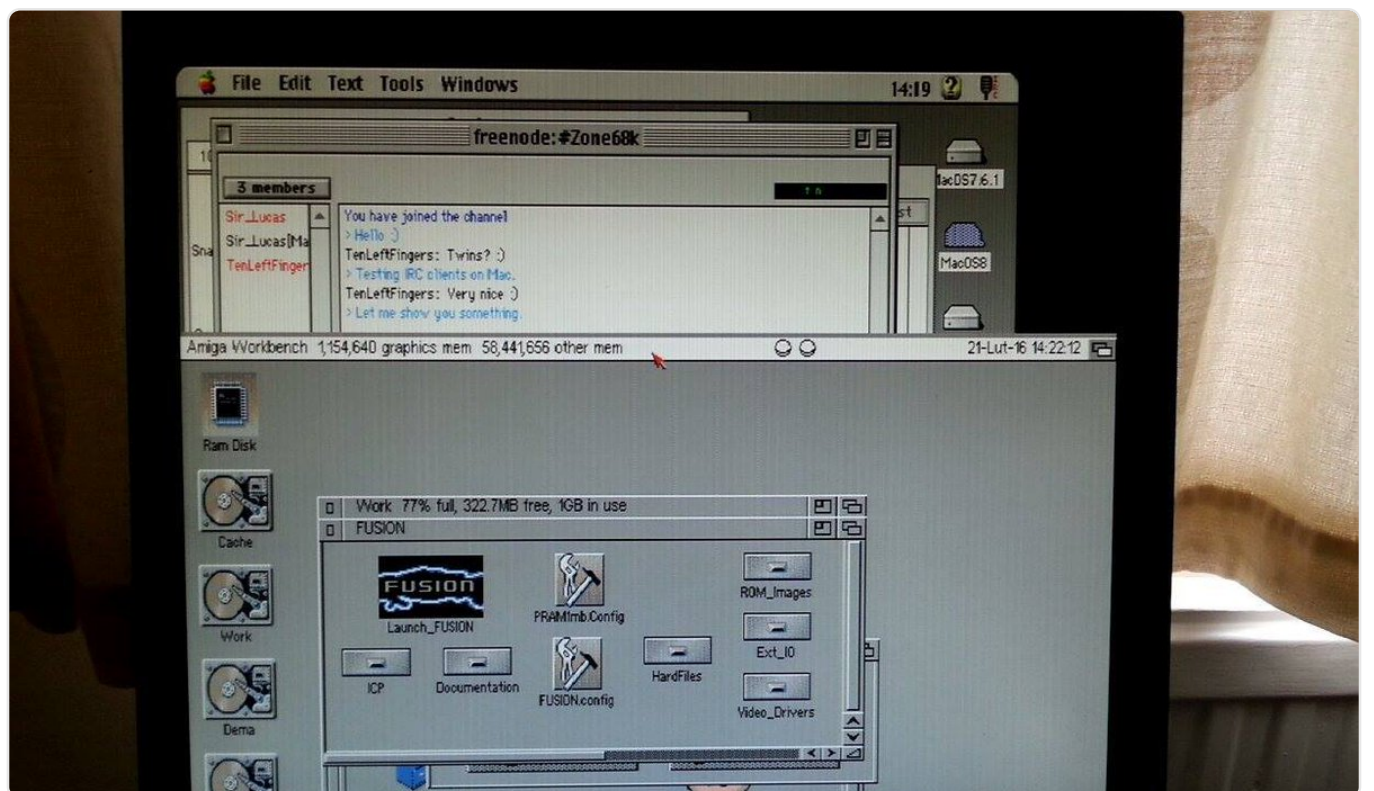 File Edit Text Tools Windows 14:19
freenode:#Zone68k
3 members
Sir_Lucas
Sir_Lucas[Ma
TenLeftFinger
You have joined the channel
> Hello :)
TenLeftFingers: Twins? :)
> Testing IRC clients on Mac.
TenLeftFingers: Very nice :)
> Let me show you something.
st
Sna
MacOS7.6.1
MacOS8
Amiga Workbench 1,154,640 graphics mem 58,441,656 other mem 21-Lut-16 14:22:12
Ram Disk
Cache
Work
Dema
Work 77% full, 322.7MB free, 1GB in use
FUSION
FUSION
Launch_FUSION
PRAM1mb.Config
ROM_Images
ICP
Documentation
FUSION.config
HardFiles
Ext_IO
Video_Drivers